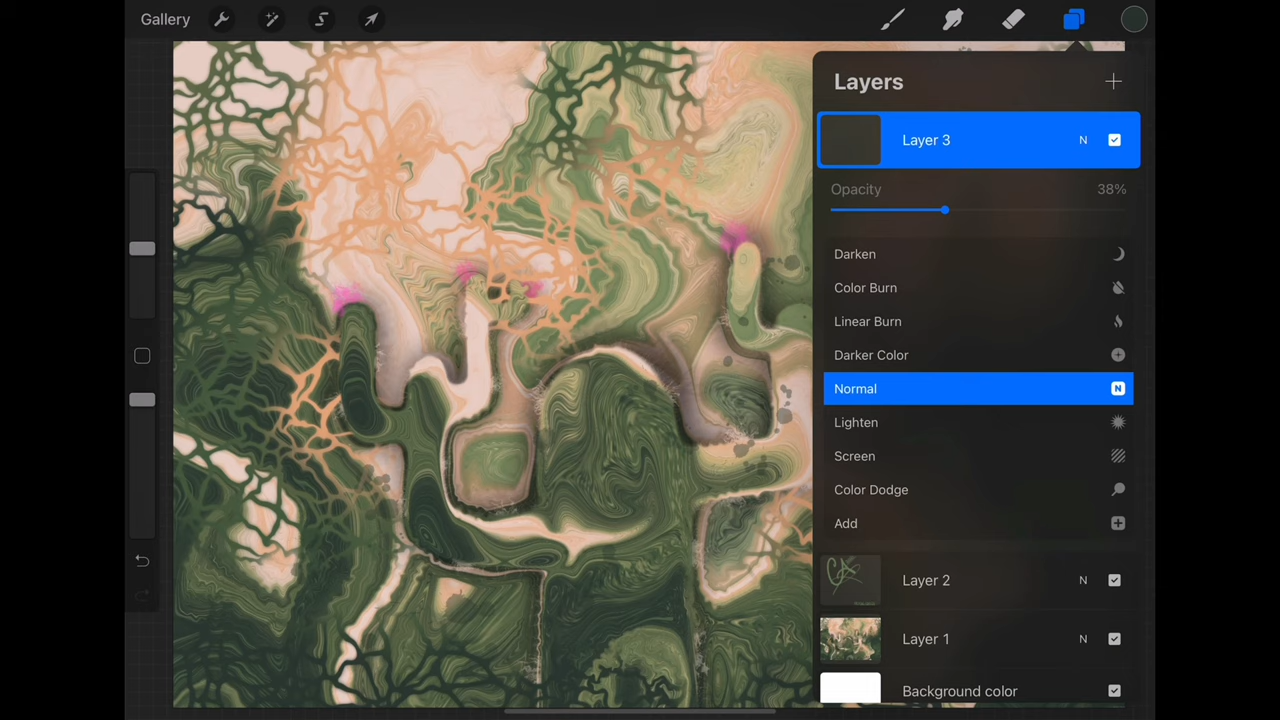 Gallery
Layers
Layer 3 N
Opacity 38%
Darken
Color Burn
Linear Burn
Darker Color
Normal N
Lighten
Screen
Color Dodge
Add
Layer 2 N
Layer 1 N
Background color